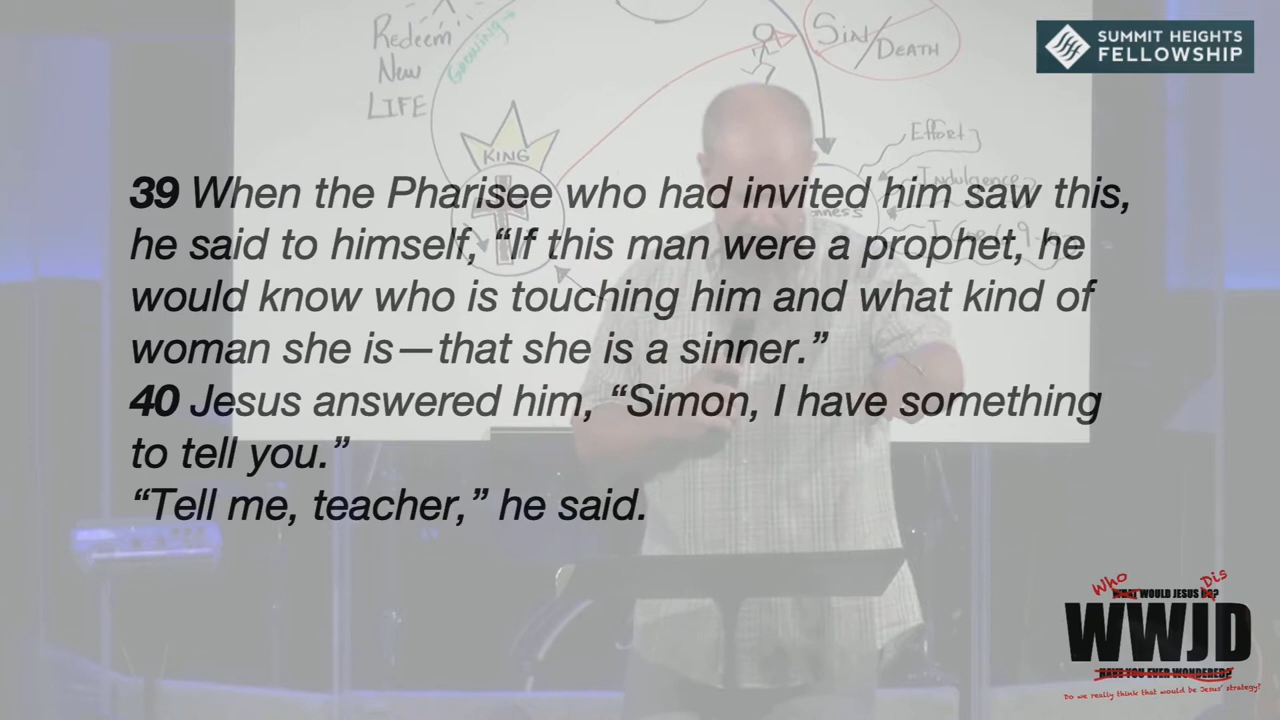 Redeem
New
LIFE
Growing
Sin/
DEATH
SUMMIT HEIGHTS
FELLOWSHIP
KING
Effort
Indulgence
39 When the Pharisee who had invited him saw this,
he said to himself, “If this man were a prophet, he
would know who is touching him and what kind of
woman she is—that she is a sinner.”
40 Jesus answered him, “Simon, I have something
to tell you.”
“Tell me, teacher,” he said.
Who Dis
WHAT WOULD JESUS DO?
WWJD
HAVE YOU EVER WONDERED?
Do we really think that would be Jesus' strategy?